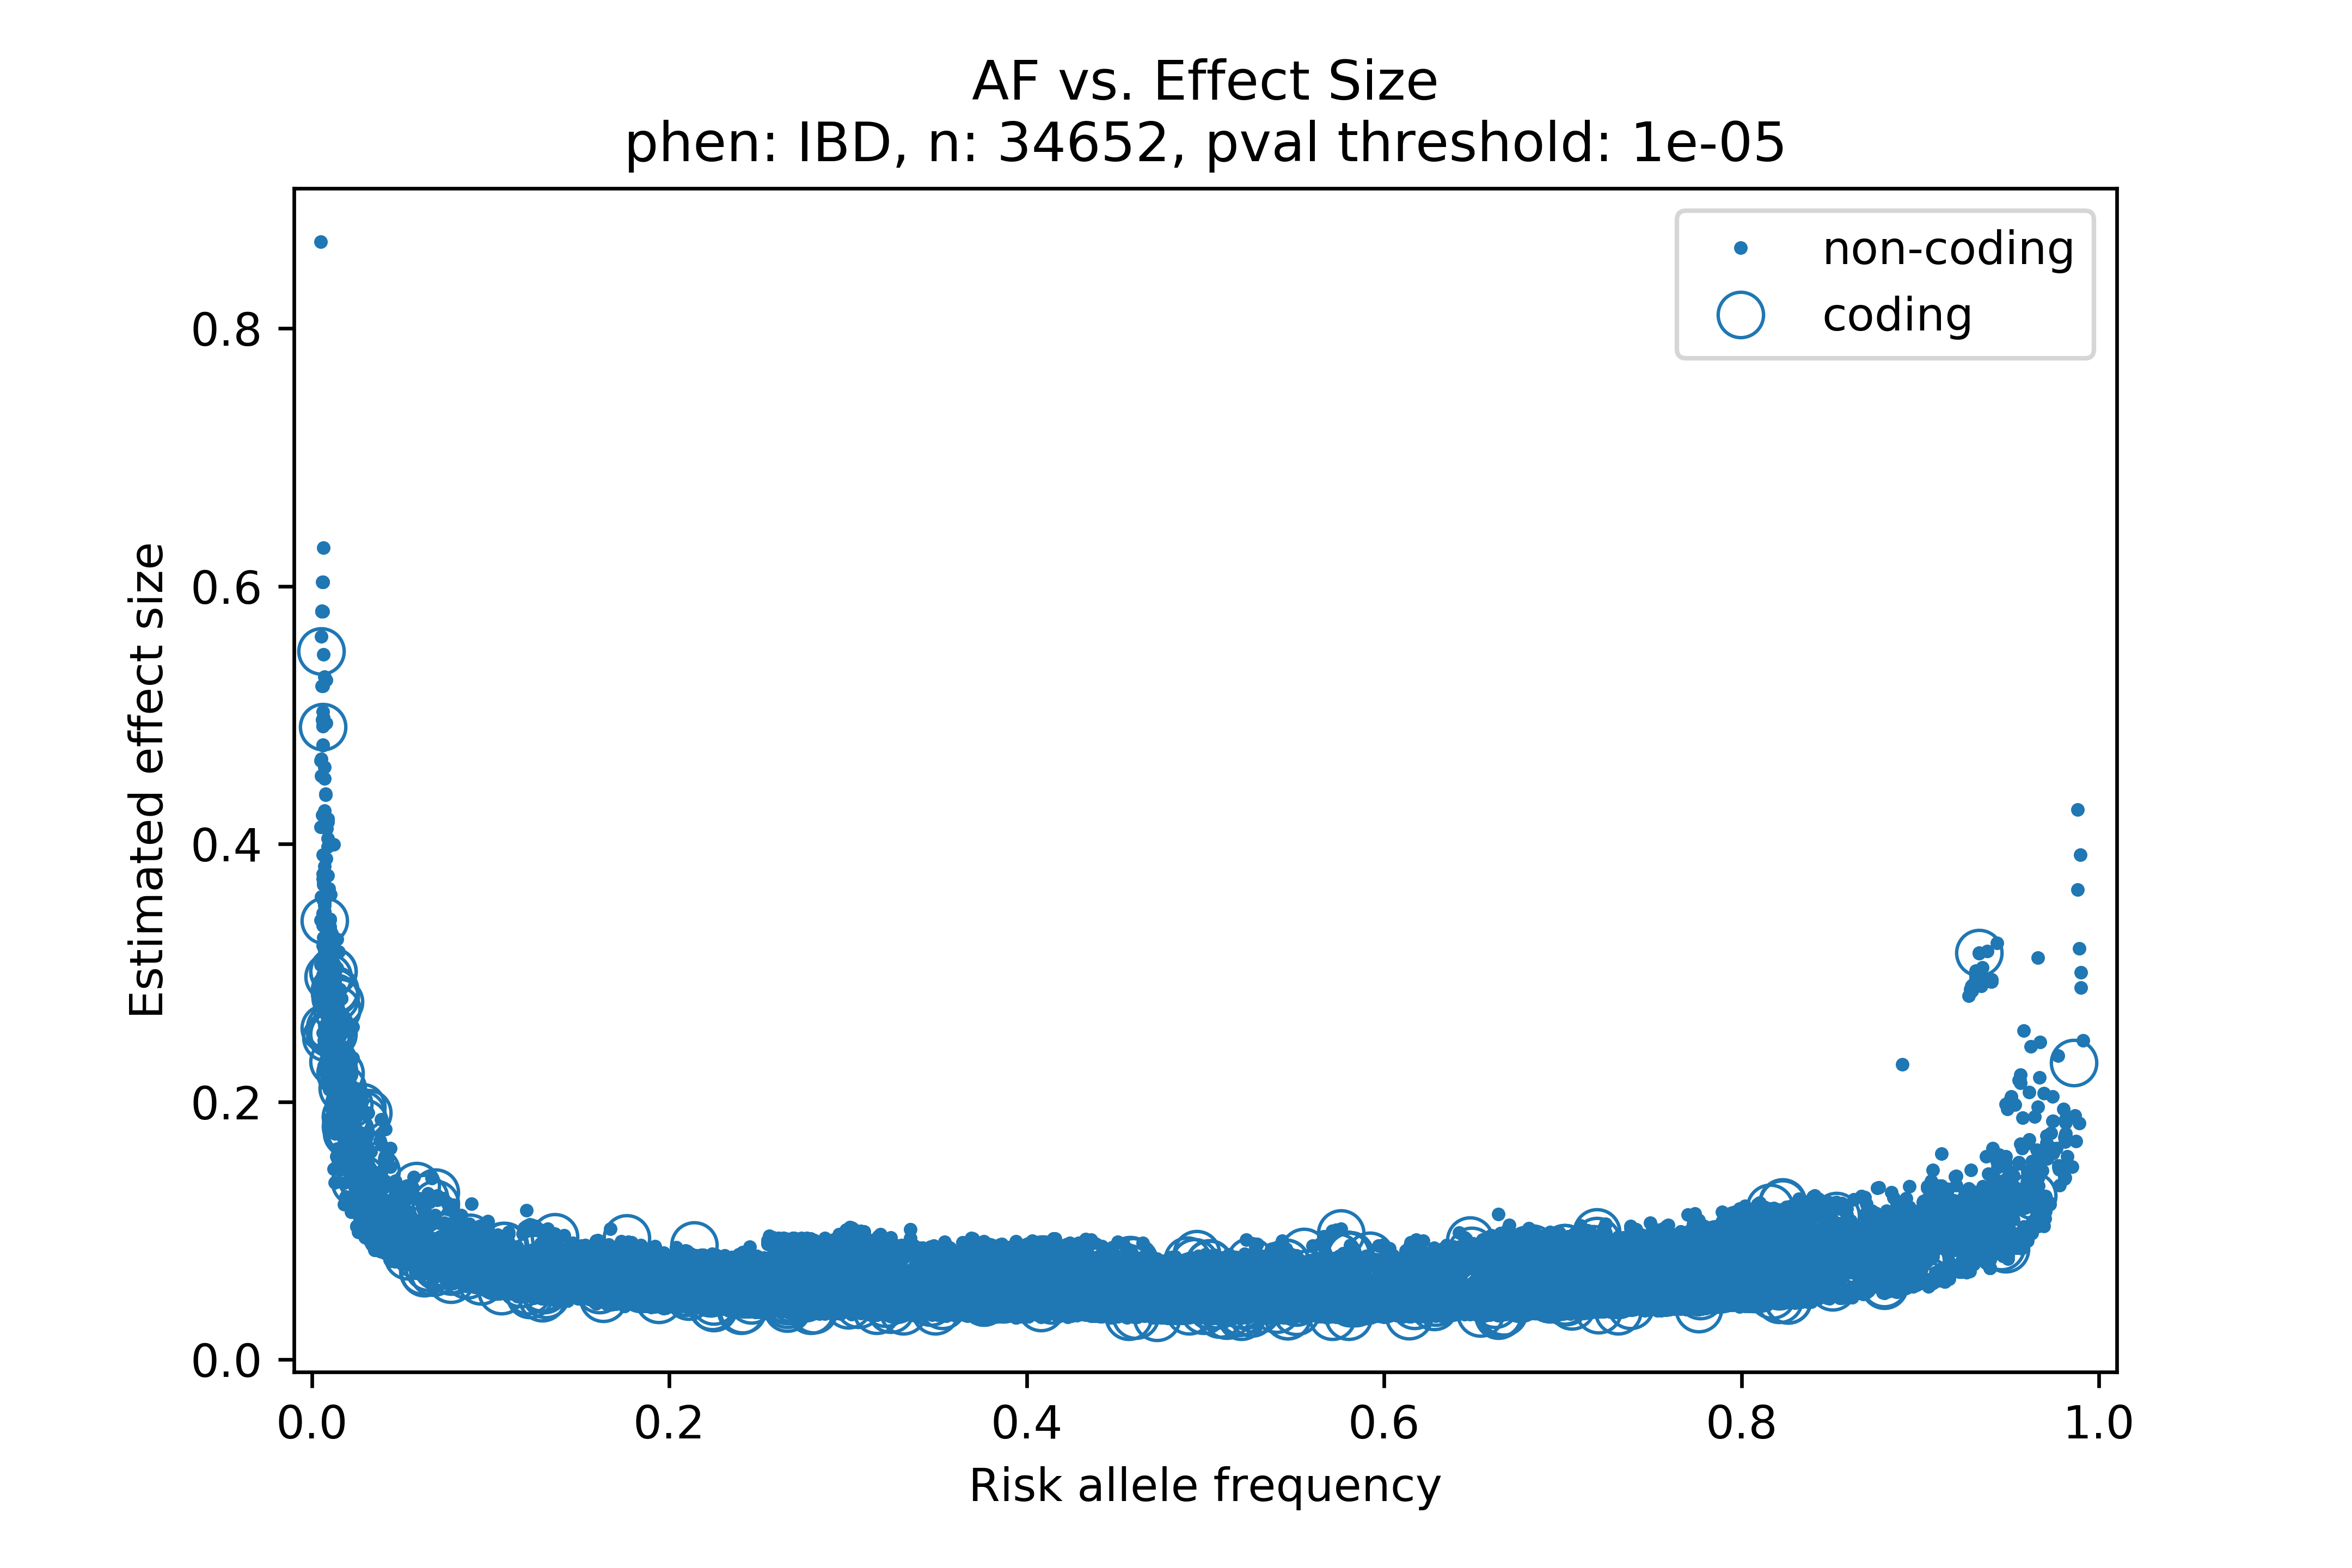 AF vs. Effect Size
phen: IBD, n: 34652, pval threshold: 1e-05
non-coding
coding
Estimated effect size
0.8
0.6
0.4
0.2
0.0
0.0 0.2 0.4 0.6 0.8 1.0
Risk allele frequency